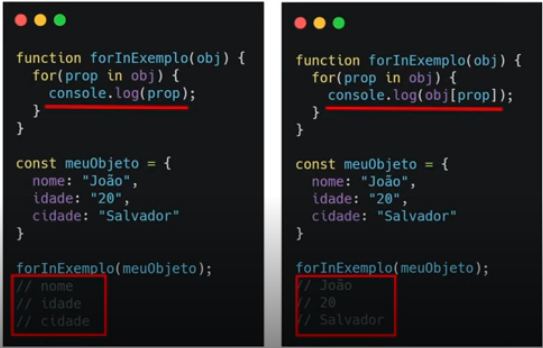 function forInExemplo(obj) {
for(prop in obj) {
console.log(prop);
}
}
const meuObjeto = {
nome: "João",
idade: "20",
cidade: "Salvador"
}
forInExemplo(meuObjeto);
// nome
// idade
// cidade
function forInExemplo(obj) {
for(prop in obj) {
console.log(obj[prop]);
}
}
const meuObjeto = {
nome: "João",
idade: "20",
cidade: "Salvador"
}
forInExemplo(meuObjeto);
// João
// 20
// Salvador